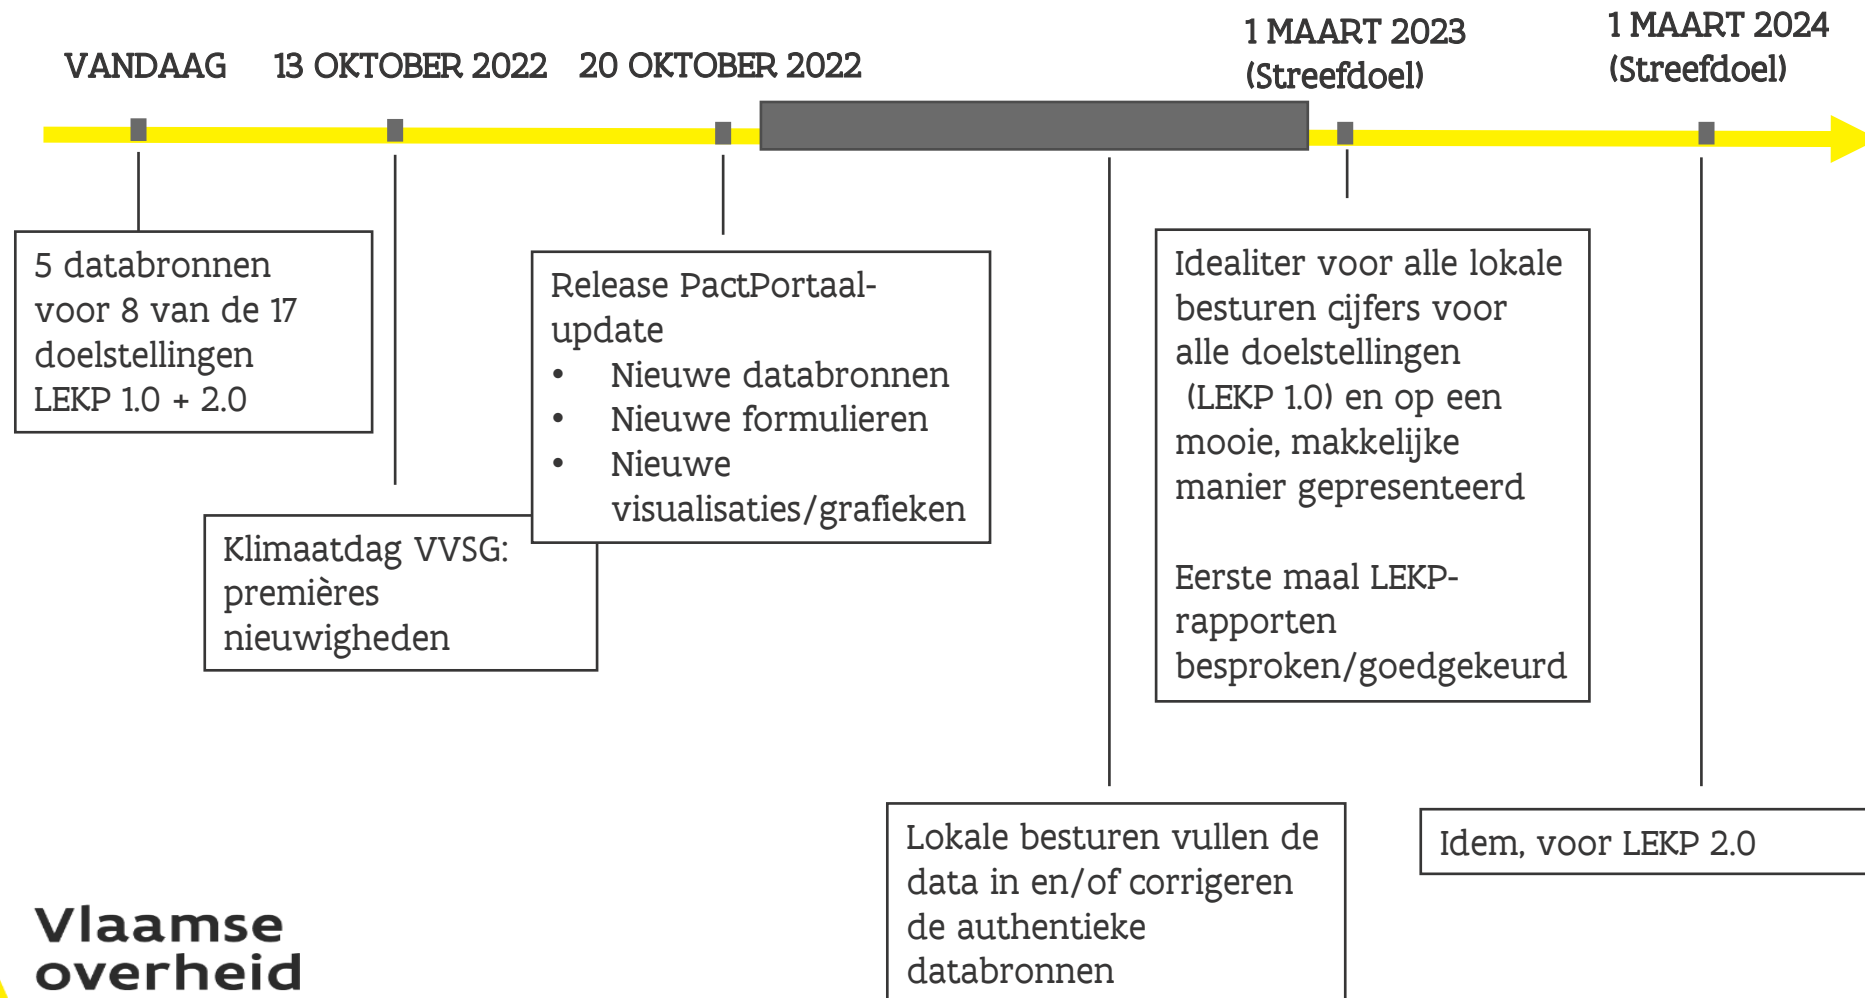 VANDAAG
13 OKTOBER 2022
20 OKTOBER 2022
1 MAART 2023
(Streefdoel)
1 MAART 2024
(Streefdoel)
5 databronnen
voor 8 van de 17
doelstellingen
LEKP 1.0 + 2.0
Klimaatdag VVSG:
premières
nieuwigheden
Release PactPortaal-
update
• Nieuwe databronnen
• Nieuwe formulieren
• Nieuwe
visualisaties/grafieken
Lokale besturen vullen de
data in en/of corrigeren
de authentieke
databronnen
Idealiter voor alle lokale
besturen cijfers voor
alle doelstellingen
(LEKP 1.0) en op een
mooie, makkelijke
manier gepresenteerd
Eerste maal LEKP-
rapporten
besproken/goedgekeurd
Idem, voor LEKP 2.0
Vlaamse
overheid